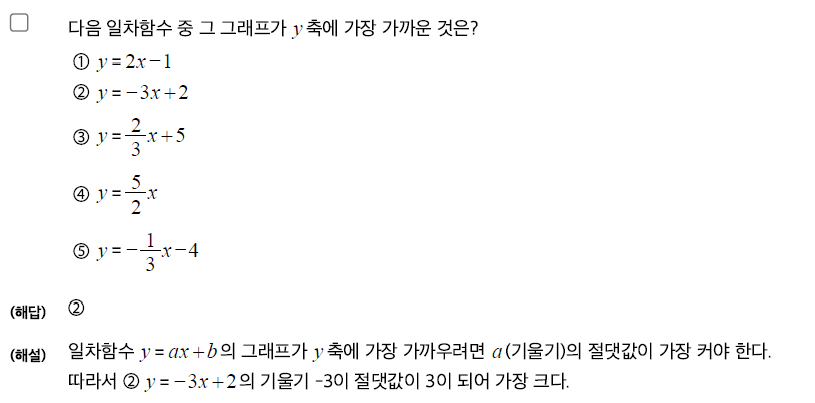 다음 일차함수 중 그 그래프가 y축에 가장 가까운 것은?
① y=2x−1
② y=−3x+2
③ y=2/3x+5
④ y=5/2x
⑤ y=−1/3x−4
(해답) ②
(해설) 일차함수 y=ax+b의 그래프가 y축에 가장 가까우려면 a(기울기)의 절댓값이 가장 커야 한다.
따라서 ② y=−3x+2의 기울기 -3이 절댓값이 3이 되어 가장 크다.